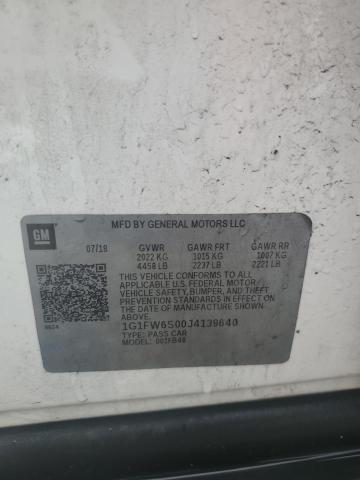 MFD BY GENERAL MOTORS LLC
GM
07/18 GVWR GAWR FRT GAWR RR
2022 KG 1015 KG 1007 KG
4458 LB 2237 LB 2221 LB
THIS VEHICLE CONFORMS TO ALL
APPLICABLE U.S. FEDERAL MOTOR
VEHICLE SAFETY, BUMPER, AND THEFT
PREVENTION STANDARDS IN EFFECT ON
THE DATE OF MANUFACTURE SHOWN ABOVE.
1G1FW6S00J4139640
TYPE: PASS CAR
MODEL: 001FB48